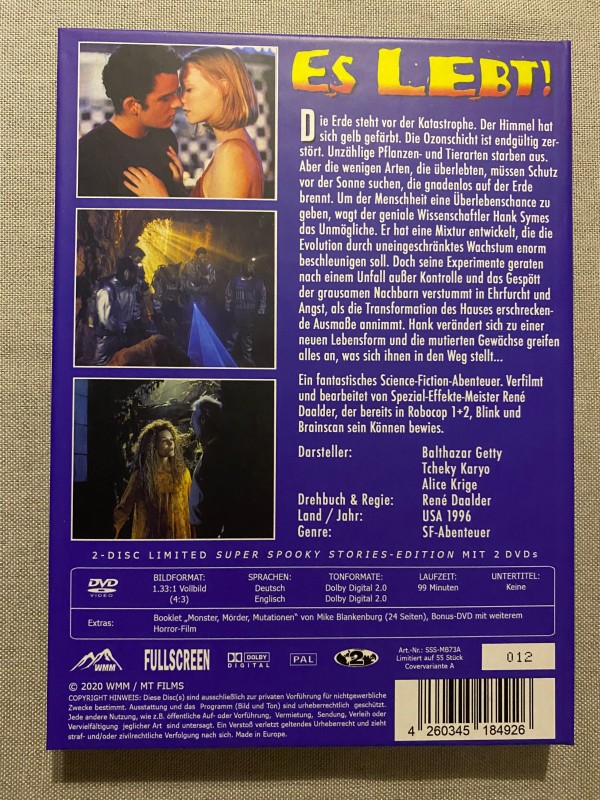 ES LEBT!
Die Erde steht vor der Katastrophe. Der Himmel hat
sich gelb gefärbt. Die Ozonschicht ist endgültig zer-
stört. Unzählige Pflanzen- und Tierarten starben aus.
Aber die wenigen Arten, die überlebten, müssen Schutz
vor der Sonne suchen, die gnadenlos auf der Erde
brennt. Um der Menschheit eine Überlebenschance zu
geben, wagt der geniale Wissenschaftler Hank Symes
das Unmögliche. Er hat eine Mixtur entwickelt, die die
Evolution durch uneingeschränktes Wachstum enorm
beschleunigen soll. Doch seine Experimente geraten
nach einem Unfall außer Kontrolle und das Gespött
der grausamen Nachbarn verstummt in Ehrfurcht und
Angst, als die Transformation des Hauses erschrecken-
de Ausmaße annimmt. Hank verändert sich zu einer
neuen Lebensform und die mutierten Gewächse greifen
alles an, was sich ihnen in den Weg stellt...
Ein fantastisches Science-Fiction-Abenteuer. Verfilmt
und bearbeitet von Spezial-Effekte-Meister René
Daalder, der bereits in Robocop 1+2, Blink und
Brainscan sein Können bewies.
Darsteller: Balthazar Getty
Tcheky Karyo
Alice Krige
Drehbuch & Regie: René Daalder
Land / Jahr: USA 1996
Genre: SF-Abenteuer
2-DISC LIMITED SUPER SPOOKY STORIES-EDITION MIT 2 DVDs
DVD VIDEO
BILDFORMAT: SPRACHEN: TONFORMATE: LAUFZEIT: UNTERTITEL:
1.33:1 Vollbild Deutsch Dolby Digital 2.0 99 Minuten Keine
(4:3) Englisch Dolby Digital 2.0
Extras: Booklet „Monster, Mörder, Mutationen" von Mike Blankenburg (24 Seiten), Bonus-DVD mit weiterem
Horror-Film
WMM FULLSCREEN DOLBY DIGITAL PAL 2
Art.-Nr.: SSS-MB73A
Limitiert auf 55 Stück
Covervariante A
012
© 2020 WMM / MT FILMS
COPYRIGHT HINWEIS: Diese Disc(s) sind ausschließlich zur privaten Vorführung für nichtgewerbliche
Zwecke bestimmt. Ausstattung und das Programm (Bild und Ton) sind urheberrechtlich geschützt.
Jede andere Nutzung, wie z.B. öffentliche Auf- oder Vorführung, Vermietung, Sendung, Verleih oder
Vervielfältigung jeglicher Art sind untersagt. Ein Verstoß verletzt geltendes Urheberrecht und zieht
straf- und/oder zivilrechtliche Verfolgung nach sich. Made in Europe.
4 260345 184926